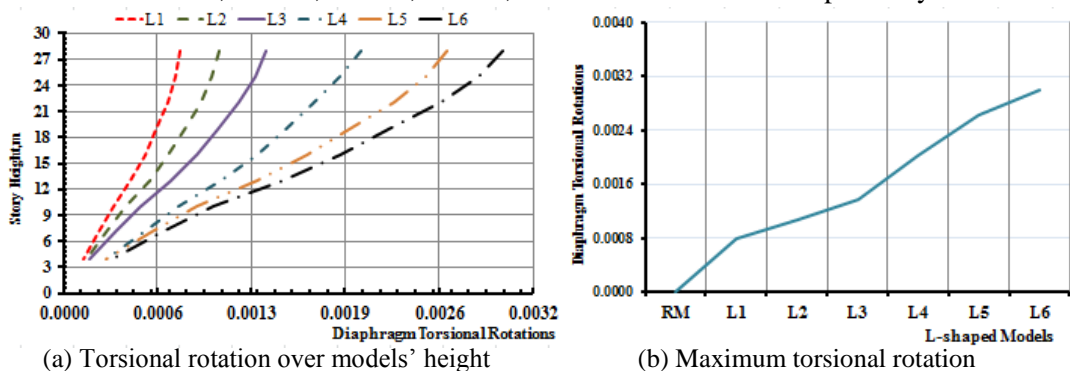 L1 L2 L3 L4 L5 L6
30
27
24
21
18
15
12
9
6
3
0
Story Height,m
0.0000 0.0006 0.0013 0.0019 0.0026 0.0032
Diaphragm Torsional Rotations
(a) Torsional rotation over models' height
0.0040
0.0032
0.0024
0.0016
0.0008
0.0000
Diaphragm Torsional Rotations
RM L1 L2 L3 L4 L5 L6
L-shaped Models
(b) Maximum torsional rotation